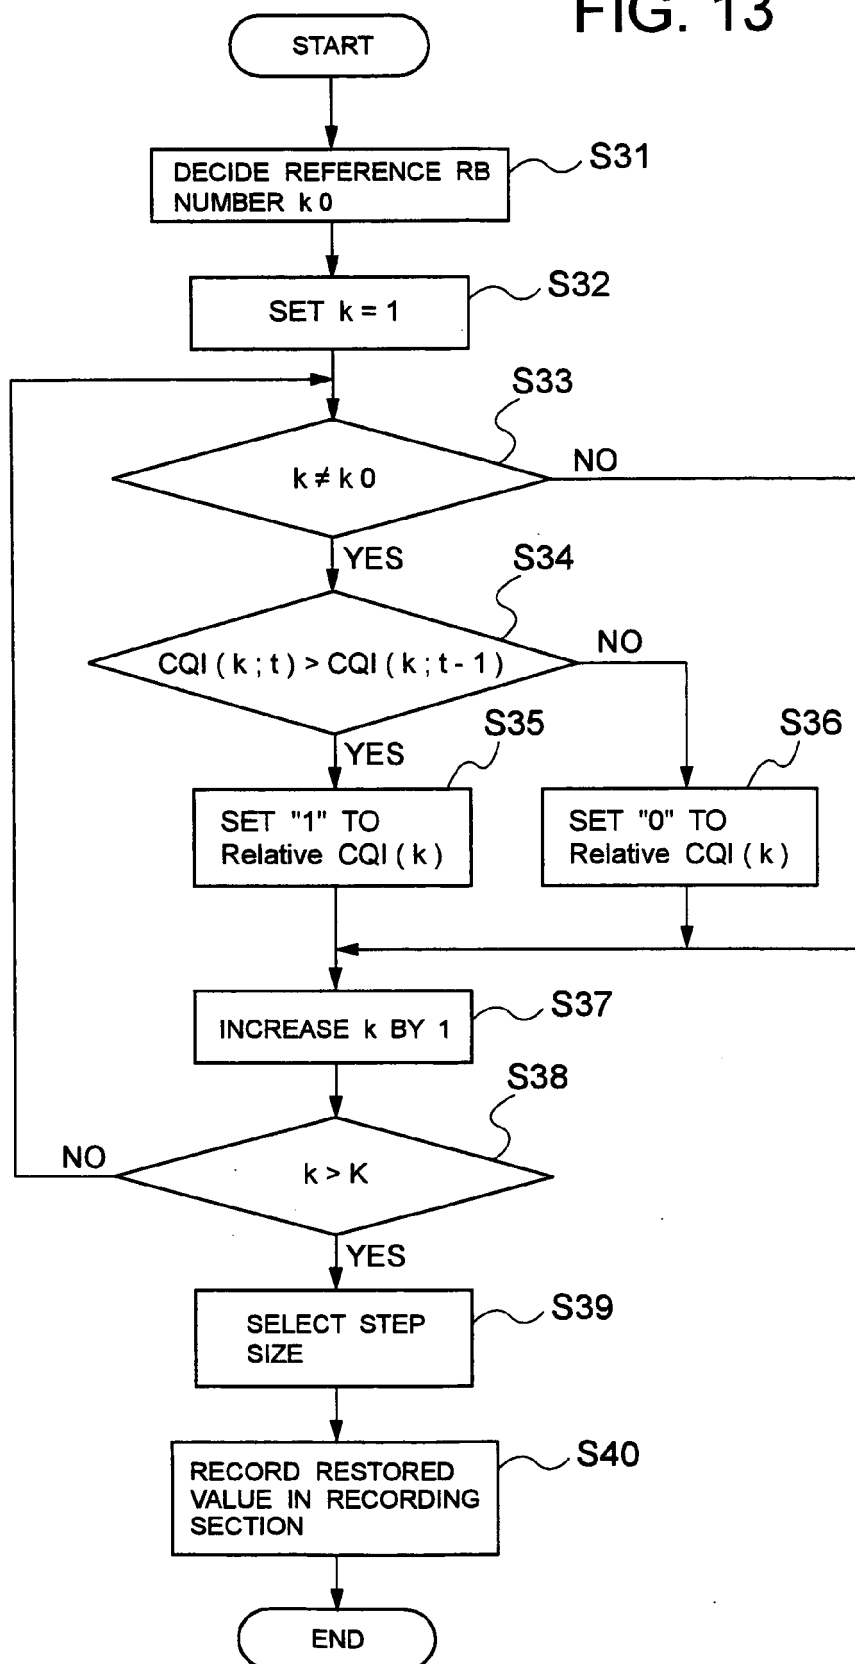 FIG. 13
START
DECIDE REFERENCE RB
NUMBER k 0
S31
SET k = 1
S32
S33
k ≠ k 0
NO
YES
S34
CQI ( k ; t ) > CQI ( k ; t - 1 )
NO
YES
S35
S36
SET "1" TO
Relative CQI ( k )
SET "0" TO
Relative CQI ( k )
INCREASE k BY 1
S37
S38
NO
k > K
YES
SELECT STEP
SIZE
S39
RECORD RESTORED
VALUE IN RECORDING
SECTION
S40
END